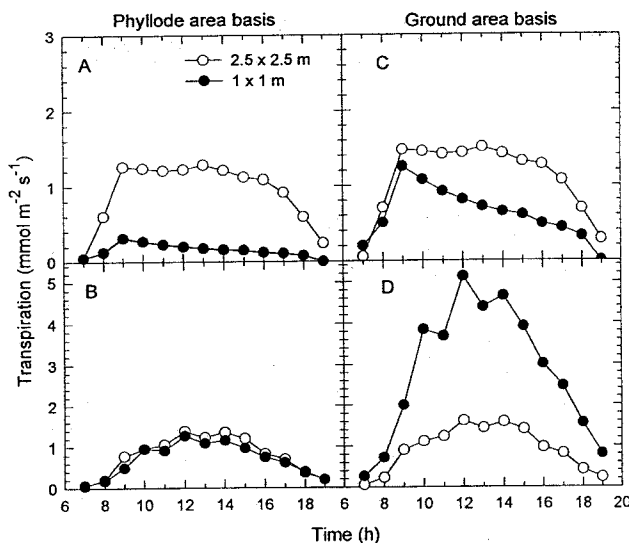 Phyllode area basis
Ground area basis
3
A
2.5 x 2.5 m
1 x 1 m
C
2
1
0
Transpiration (mmol m-2 s-1)
5
B
D
4
3
2
1
0
6 8 10 12 14 16 18 6 8 10 12 14 16 18 20
Time (h)